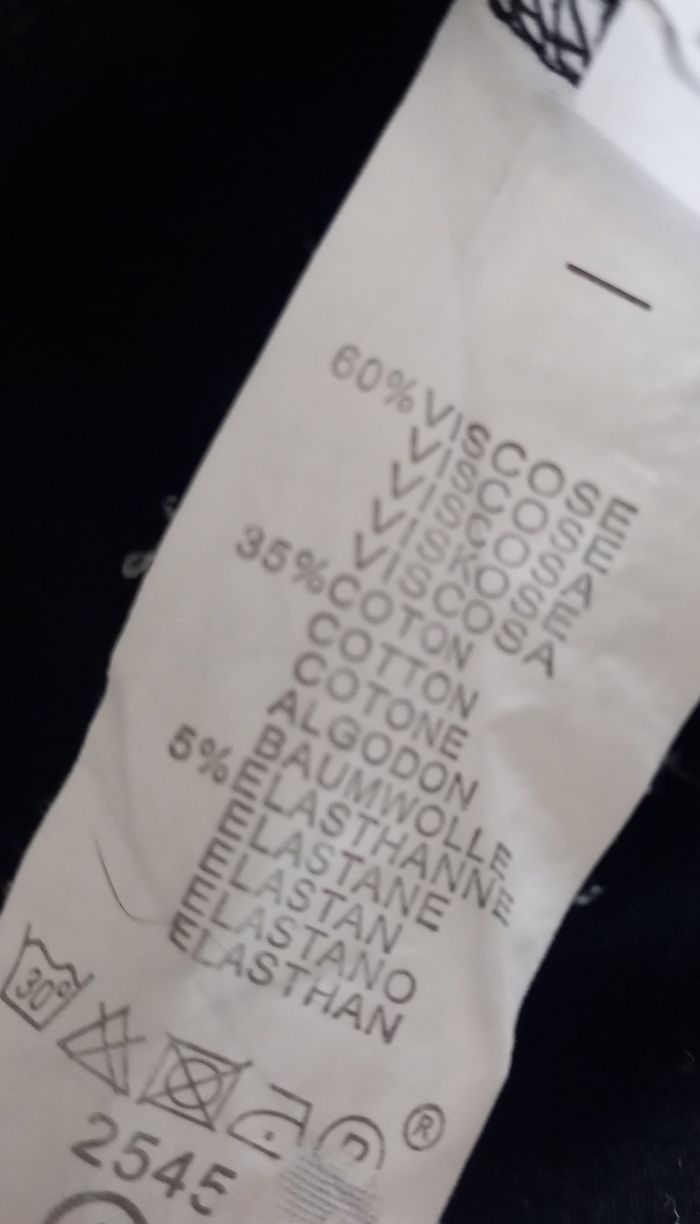 60%VISCOSE
VISCOSE
VISCOSA
VISKOSE
VISCOSA
35%COTON
COTTON
COTONE
ALGODON
BAUMWOLLE
5%ELASTHANNE
ELASTANE
ELASTAN
ELASTANO
ELASTHAN
30° P ®
2545